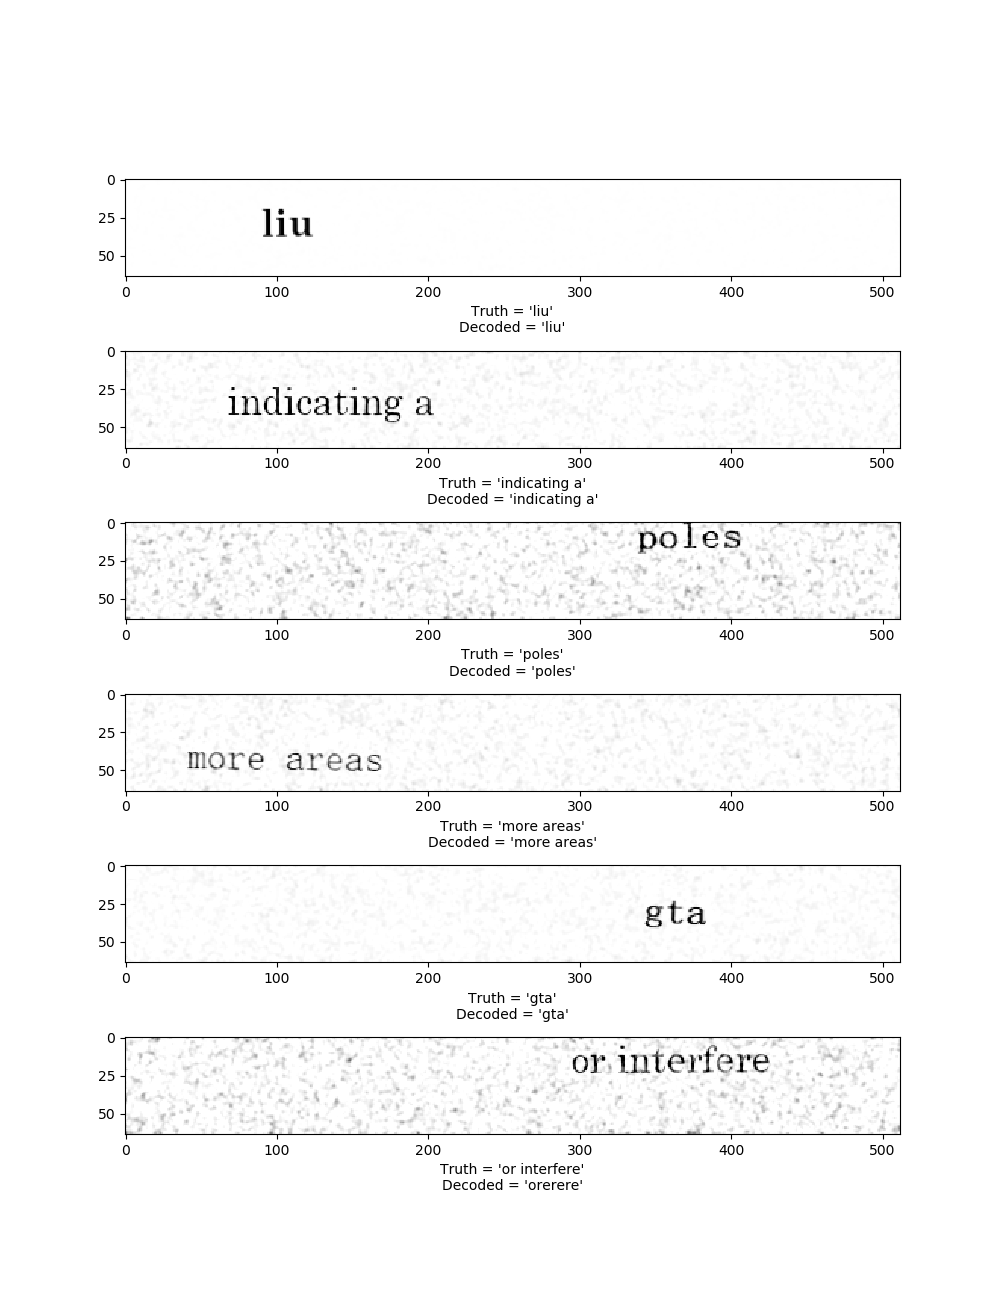 0
25
50
liu
0 100 200 300 400 500
Truth = 'liu'
Decoded = 'liu'
0
25
50
indicating a
0 100 200 300 400 500
Truth = 'indicating a'
Decoded = 'indicating a'
0
25
50
poles
0 100 200 300 400 500
Truth = 'poles'
Decoded = 'poles'
0
25
50
more areas
0 100 200 300 400 500
Truth = 'more areas'
Decoded = 'more areas'
0
25
50
gta
0 100 200 300 400 500
Truth = 'gta'
Decoded = 'gta'
0
25
50
or interfere
0 100 200 300 400 500
Truth = 'or interfere'
Decoded = 'orerere'